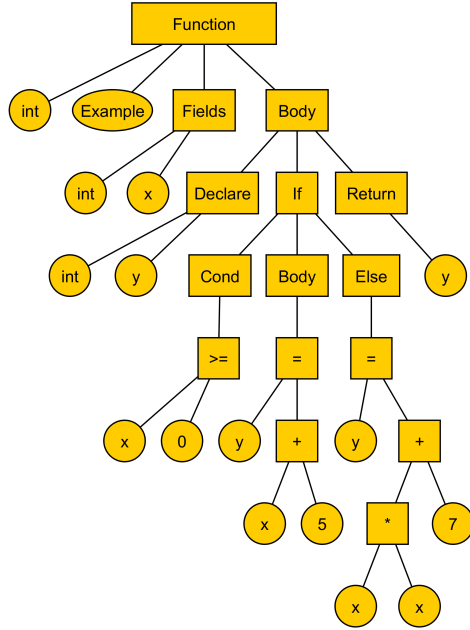 Function
int Example Fields Body
int x Declare If Return
int y Cond Body Else y
>= = =
x 0 y + y +
x 5 * 7
x x